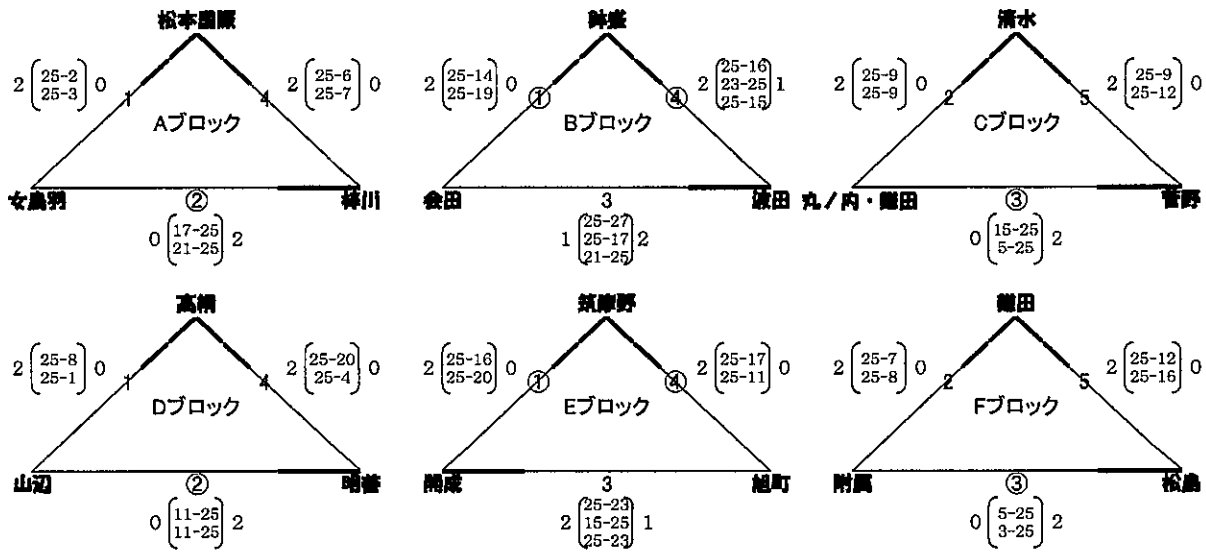 松本国際 鉢盛 清水
2 25-2 0 2 25-6 0 2 25-14 0 2 25-16 1 2 25-9 0 2 25-9 0
25-3 25-7 25-19 23-25 25-9 25-12
25-15
1 4 ① ④ 2 5
Aブロック Bブロック Cブロック
女鳥羽 ② 梓川 会田 3 波田 丸ノ内・鎌田 ③ 菅野
0 17-25 2 1 25-27 2 0 15-25 2
21-25 25-17 5-25
21-25
高綱 筑摩野 鎌田
2 25-8 0 2 25-20 0 2 25-16 0 2 25-17 0 2 25-7 0 2 25-12 0
25-1 25-4 25-20 25-11 25-8 25-16
1 4 ① ④ 2 5
Dブロック Eブロック Fブロック
山辺 ② 明善 開成 3 旭町 附属 ③ 松島
0 11-25 2 2 25-23 1 0 5-25 2
11-25 15-25 3-25
25-23